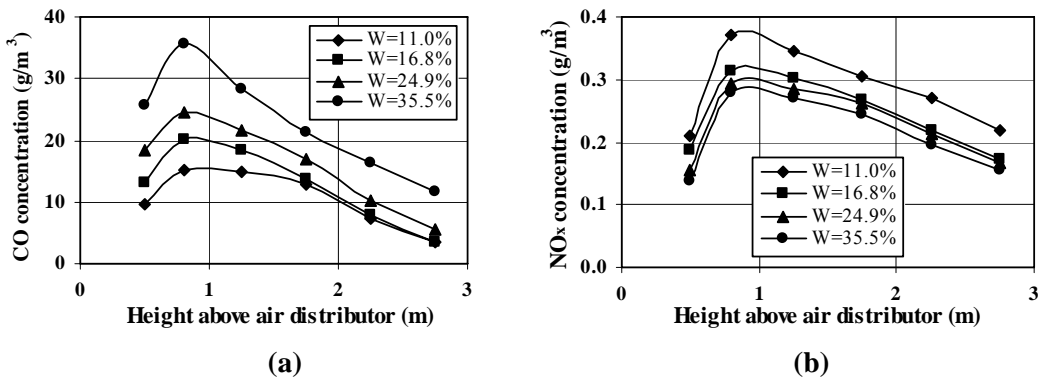 CO concentration (g/m³)
40
30
20
10
0
0
1
2
3
Height above air distributor (m)
W=11.0%
W=16.8%
W=24.9%
W=35.5%
(a)
NOx concentration (g/m³)
0.4
0.3
0.2
0.1
0.0
0
1
2
3
Height above air distributor (m)
W=11.0%
W=16.8%
W=24.9%
W=35.5%
(b)